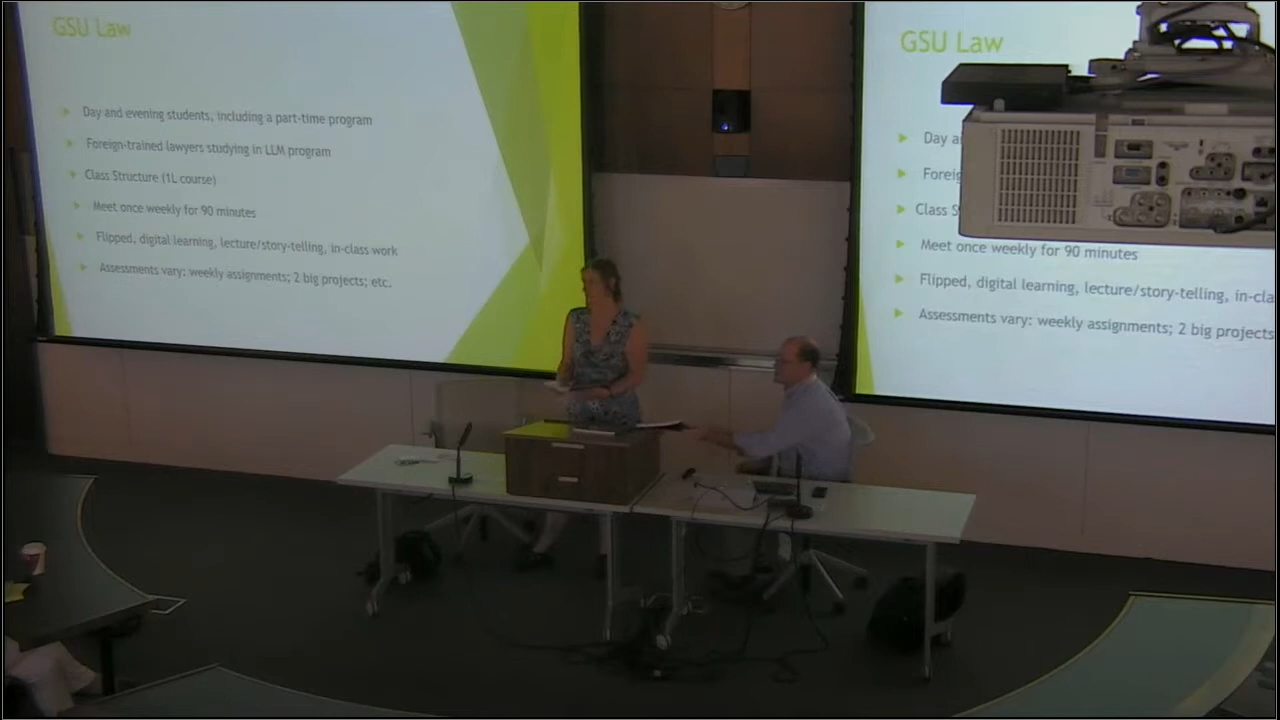 GSU Law
Day and evening students, including a part-time program
Foreign-trained lawyers studying in LLM program
Class Structure (1L course)
Meet once weekly for 90 minutes
Flipped, digital learning, lecture/story-telling, in-class work
Assessments vary: weekly assignments; 2 big projects; etc.
GSU Law
Day a
Foreig
Class S
Meet once weekly for 90 minutes
Flipped, digital learning, lecture/story-telling, in-cla
Assessments vary: weekly assignments; 2 big projects